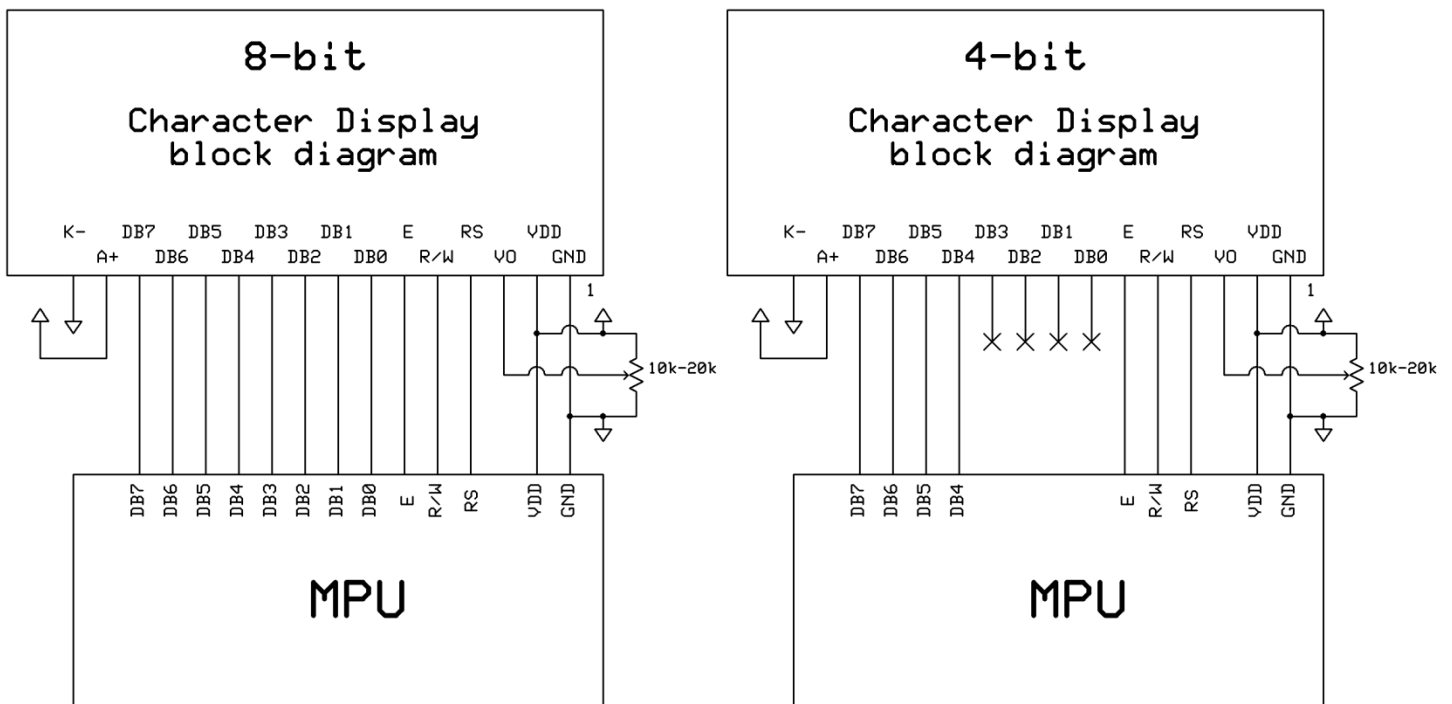 8-bit
Character Display
block diagram
K- DB7 DB5 DB3 DB1 E RS VDD
A+ DB6 DB4 DB2 DB0 R/W VO GND
1
10k-20k
DB7 DB6 DB5 DB4 DB3 DB2 DB1 DB0 E R/W RS VDD GND
MPU
4-bit
Character Display
block diagram
K- DB7 DB5 DB3 DB1 E RS VDD
A+ DB6 DB4 DB2 DB0 R/W VO GND
1
10k-20k
DB7 DB6 DB5 DB4 E R/W RS VDD GND
MPU